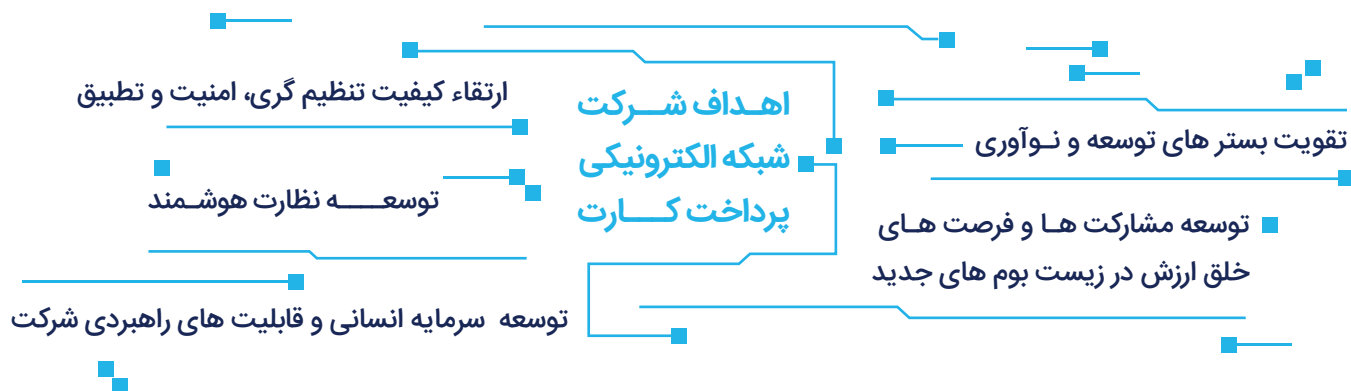 اهداف شرکت
شبکه الکترونیکی
پرداخت کارت
تقویت بستر های توسعه و نوآوری
توسعه مشارکت ها و فرصت های
خلق ارزش در زیست بوم های جدید
ارتقاء کیفیت تنظیم گری، امنیت و تطبیق
توسعه نظارت هوشمند
توسعه سرمایه انسانی و قابلیت های راهبردی شرکت